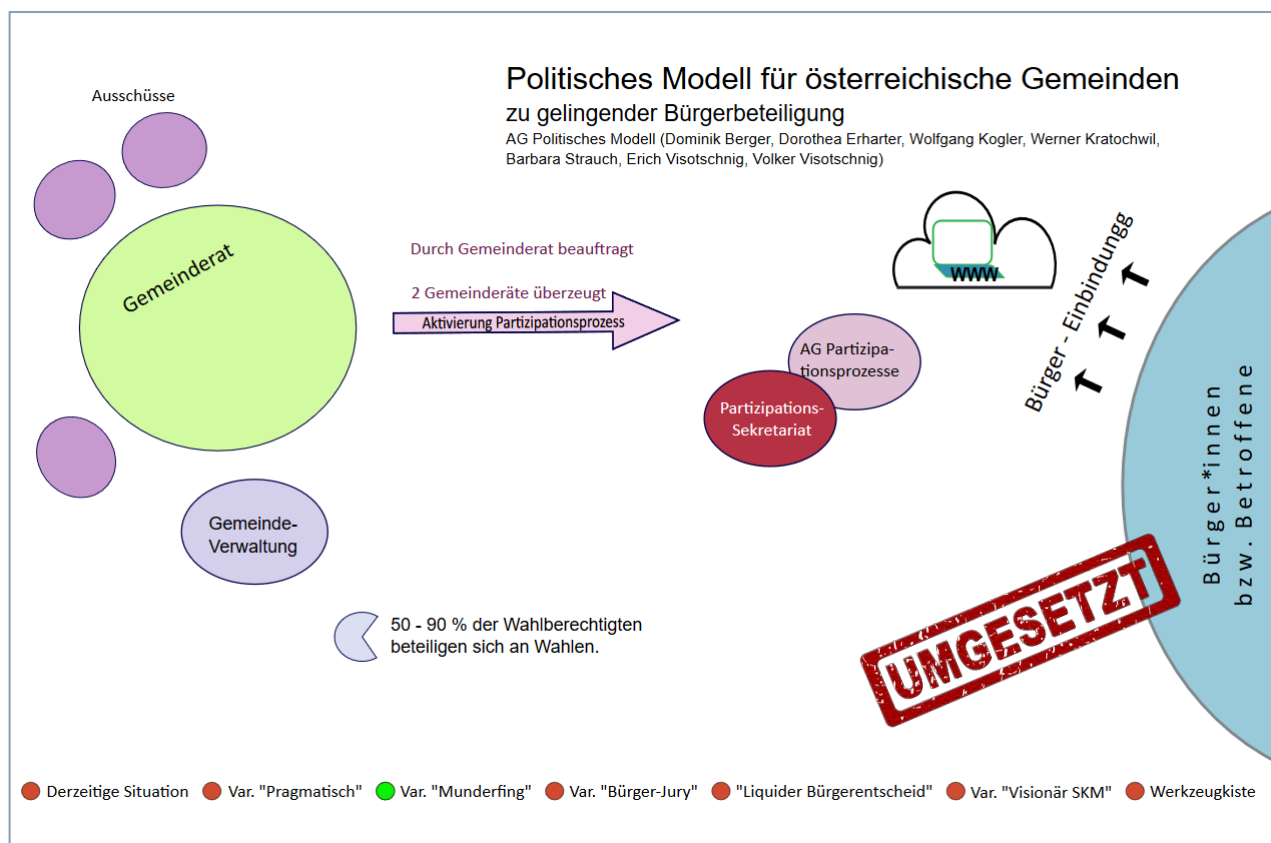 Politisches Modell für österreichische Gemeinden
zu gelingender Bürgerbeteiligung
AG Politisches Modell (Dominik Berger, Dorothea Erharter, Wolfgang Kogler, Werner Kratochwil,
Barbara Strauch, Erich Visotschnig, Volker Visotschnig)
Ausschüsse
Gemeinderat
Durch Gemeinderat beauftragt
2 Gemeinderäte überzeugt
Aktivierung Partizipationsprozess
WWW
Bürger - Einbindungg
AG Partizipa-
tionsprozesse
Partizipations-
Sekretariat
Bürger*innen
bzw. Betroffene
Gemeinde-
Verwaltung
50 - 90 % der Wahlberechtigten
beteiligen sich an Wahlen.
UMGESETZT
Derzeitige Situation
Var. "Pragmatisch"
Var. "Munderfing"
Var. "Bürger-Jury"
"Liquider Bürgerentscheid"
Var. "Visionär SKM"
Werkzeugkiste